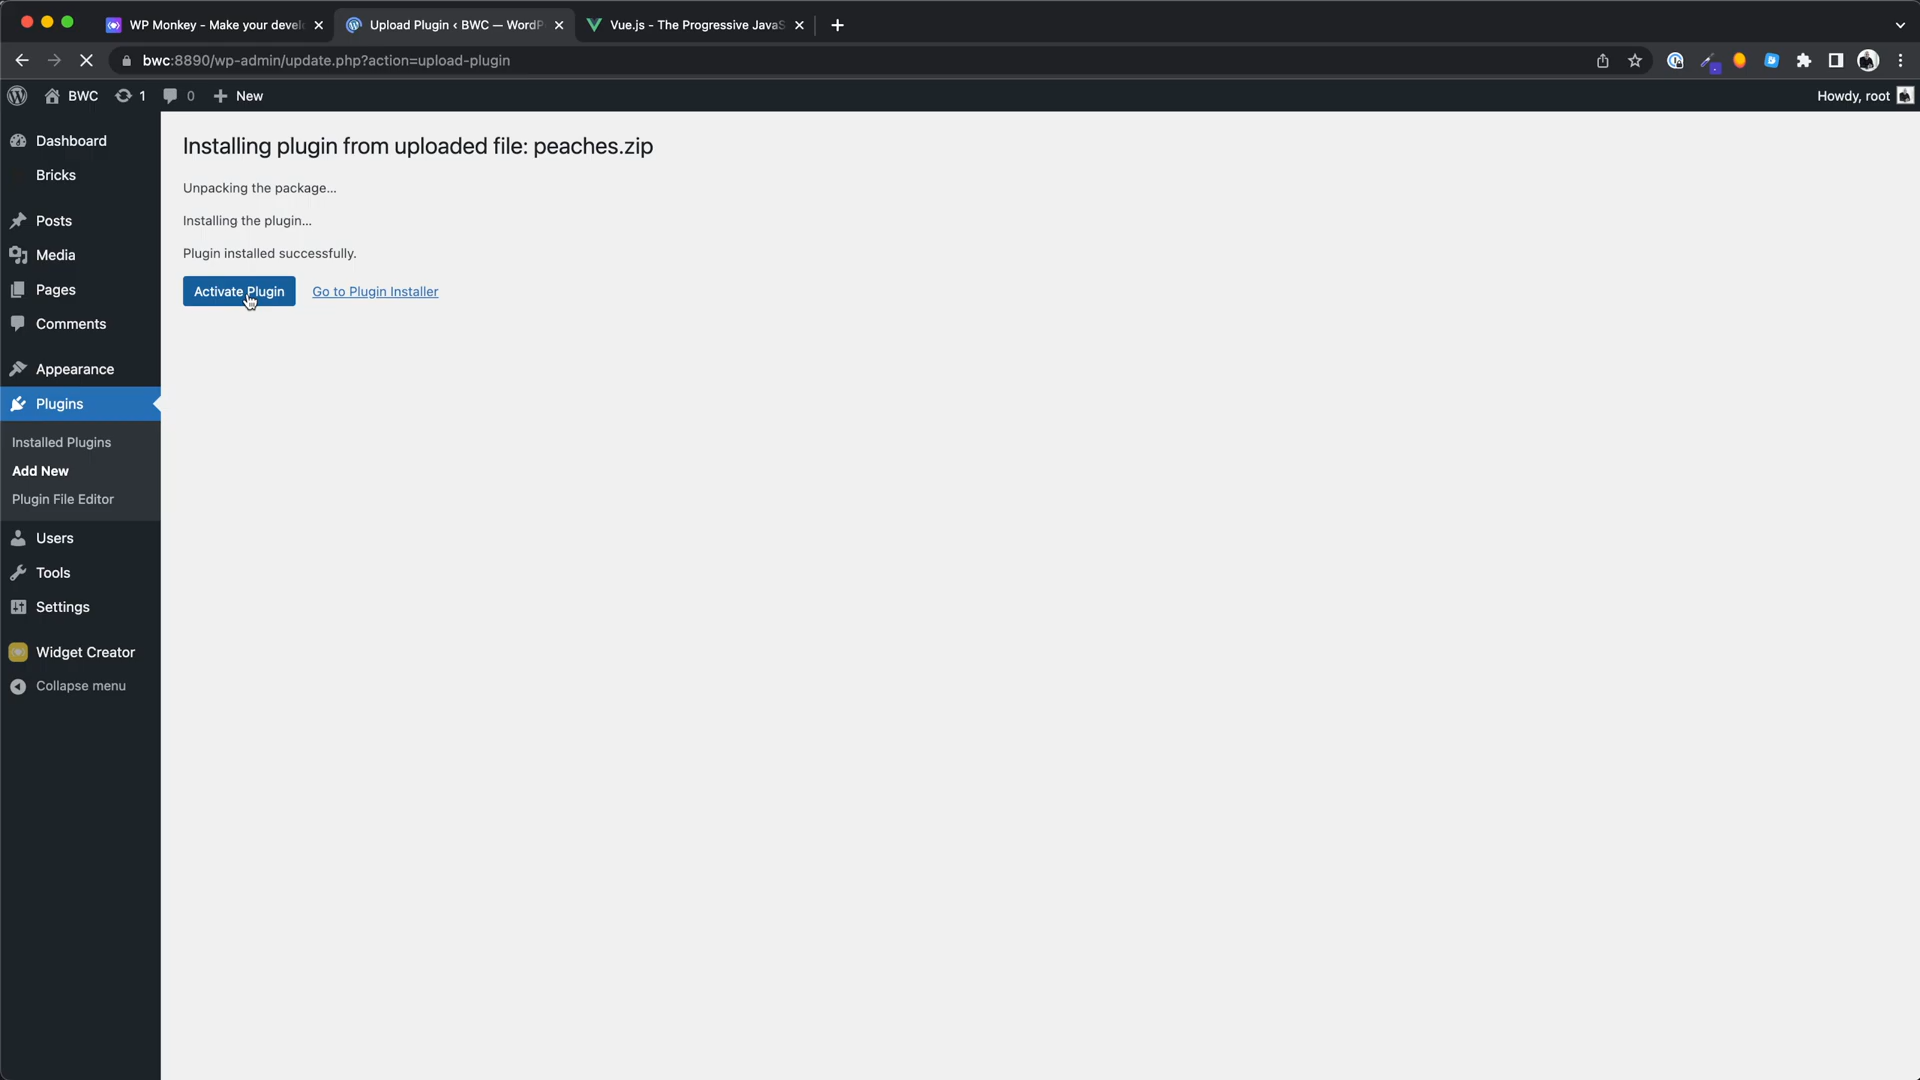 WP Monkey - Make your devel
Upload Plugin ‹ BWC — WordP
Vue.js - The Progressive JavaS
bwc:8890/wp-admin/update.php?action=upload-plugin
BWC
1
0
New
Howdy, root
Dashboard
Bricks
Posts
Media
Pages
Comments
Appearance
Plugins
Installed Plugins
Add New
Plugin File Editor
Users
Tools
Settings
Widget Creator
Collapse menu
Installing plugin from uploaded file: peaches.zip
Unpacking the package...
Installing the plugin...
Plugin installed successfully.
Activate Plugin
Go to Plugin Installer